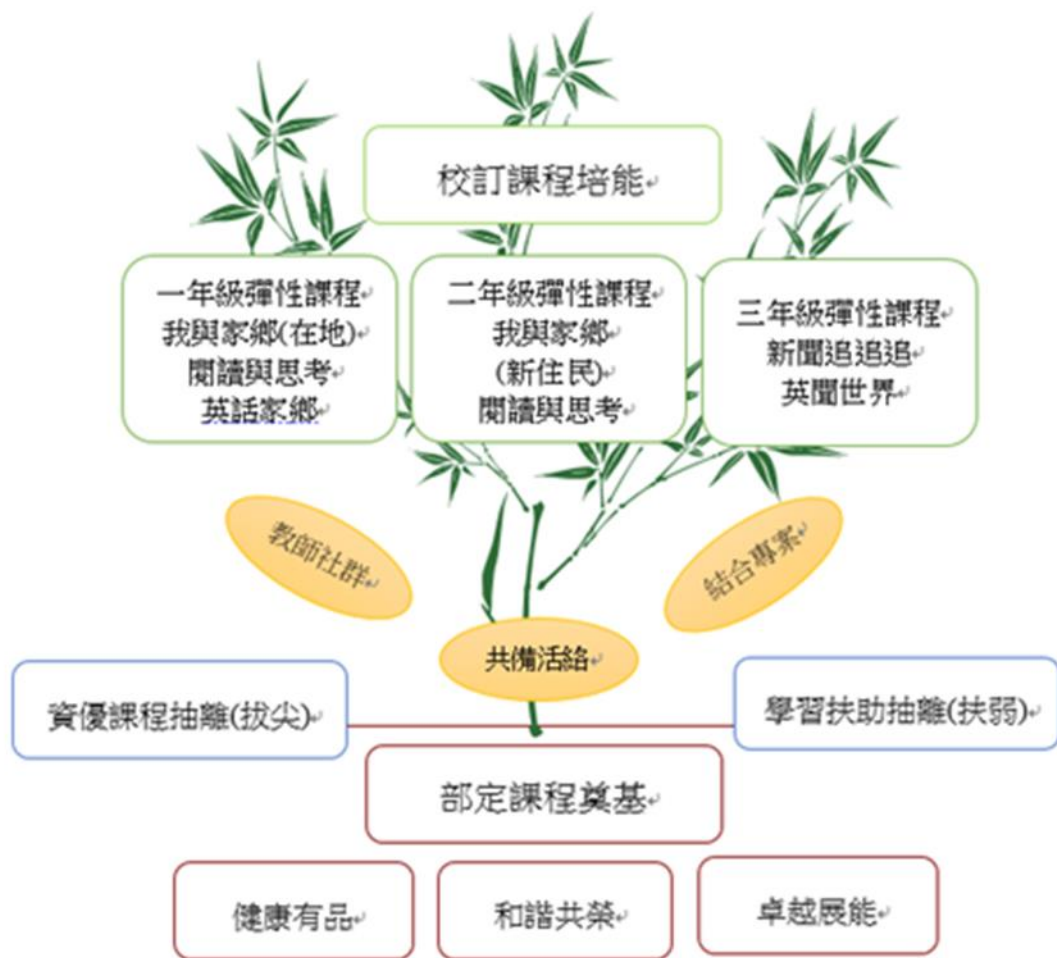 校訂課程培能
一年級彈性課程
我與家鄉(在地)
閱讀與思考
英話家鄉
二年級彈性課程
我與家鄉
(新住民)
閱讀與思考
三年級彈性課程
新聞追追追
英聞世界
教師社群
結合專案
共備活絡
資優課程抽離(拔尖)
學習扶助抽離(扶弱)
部定課程奠基
健康有品
和諧共榮
卓越展能